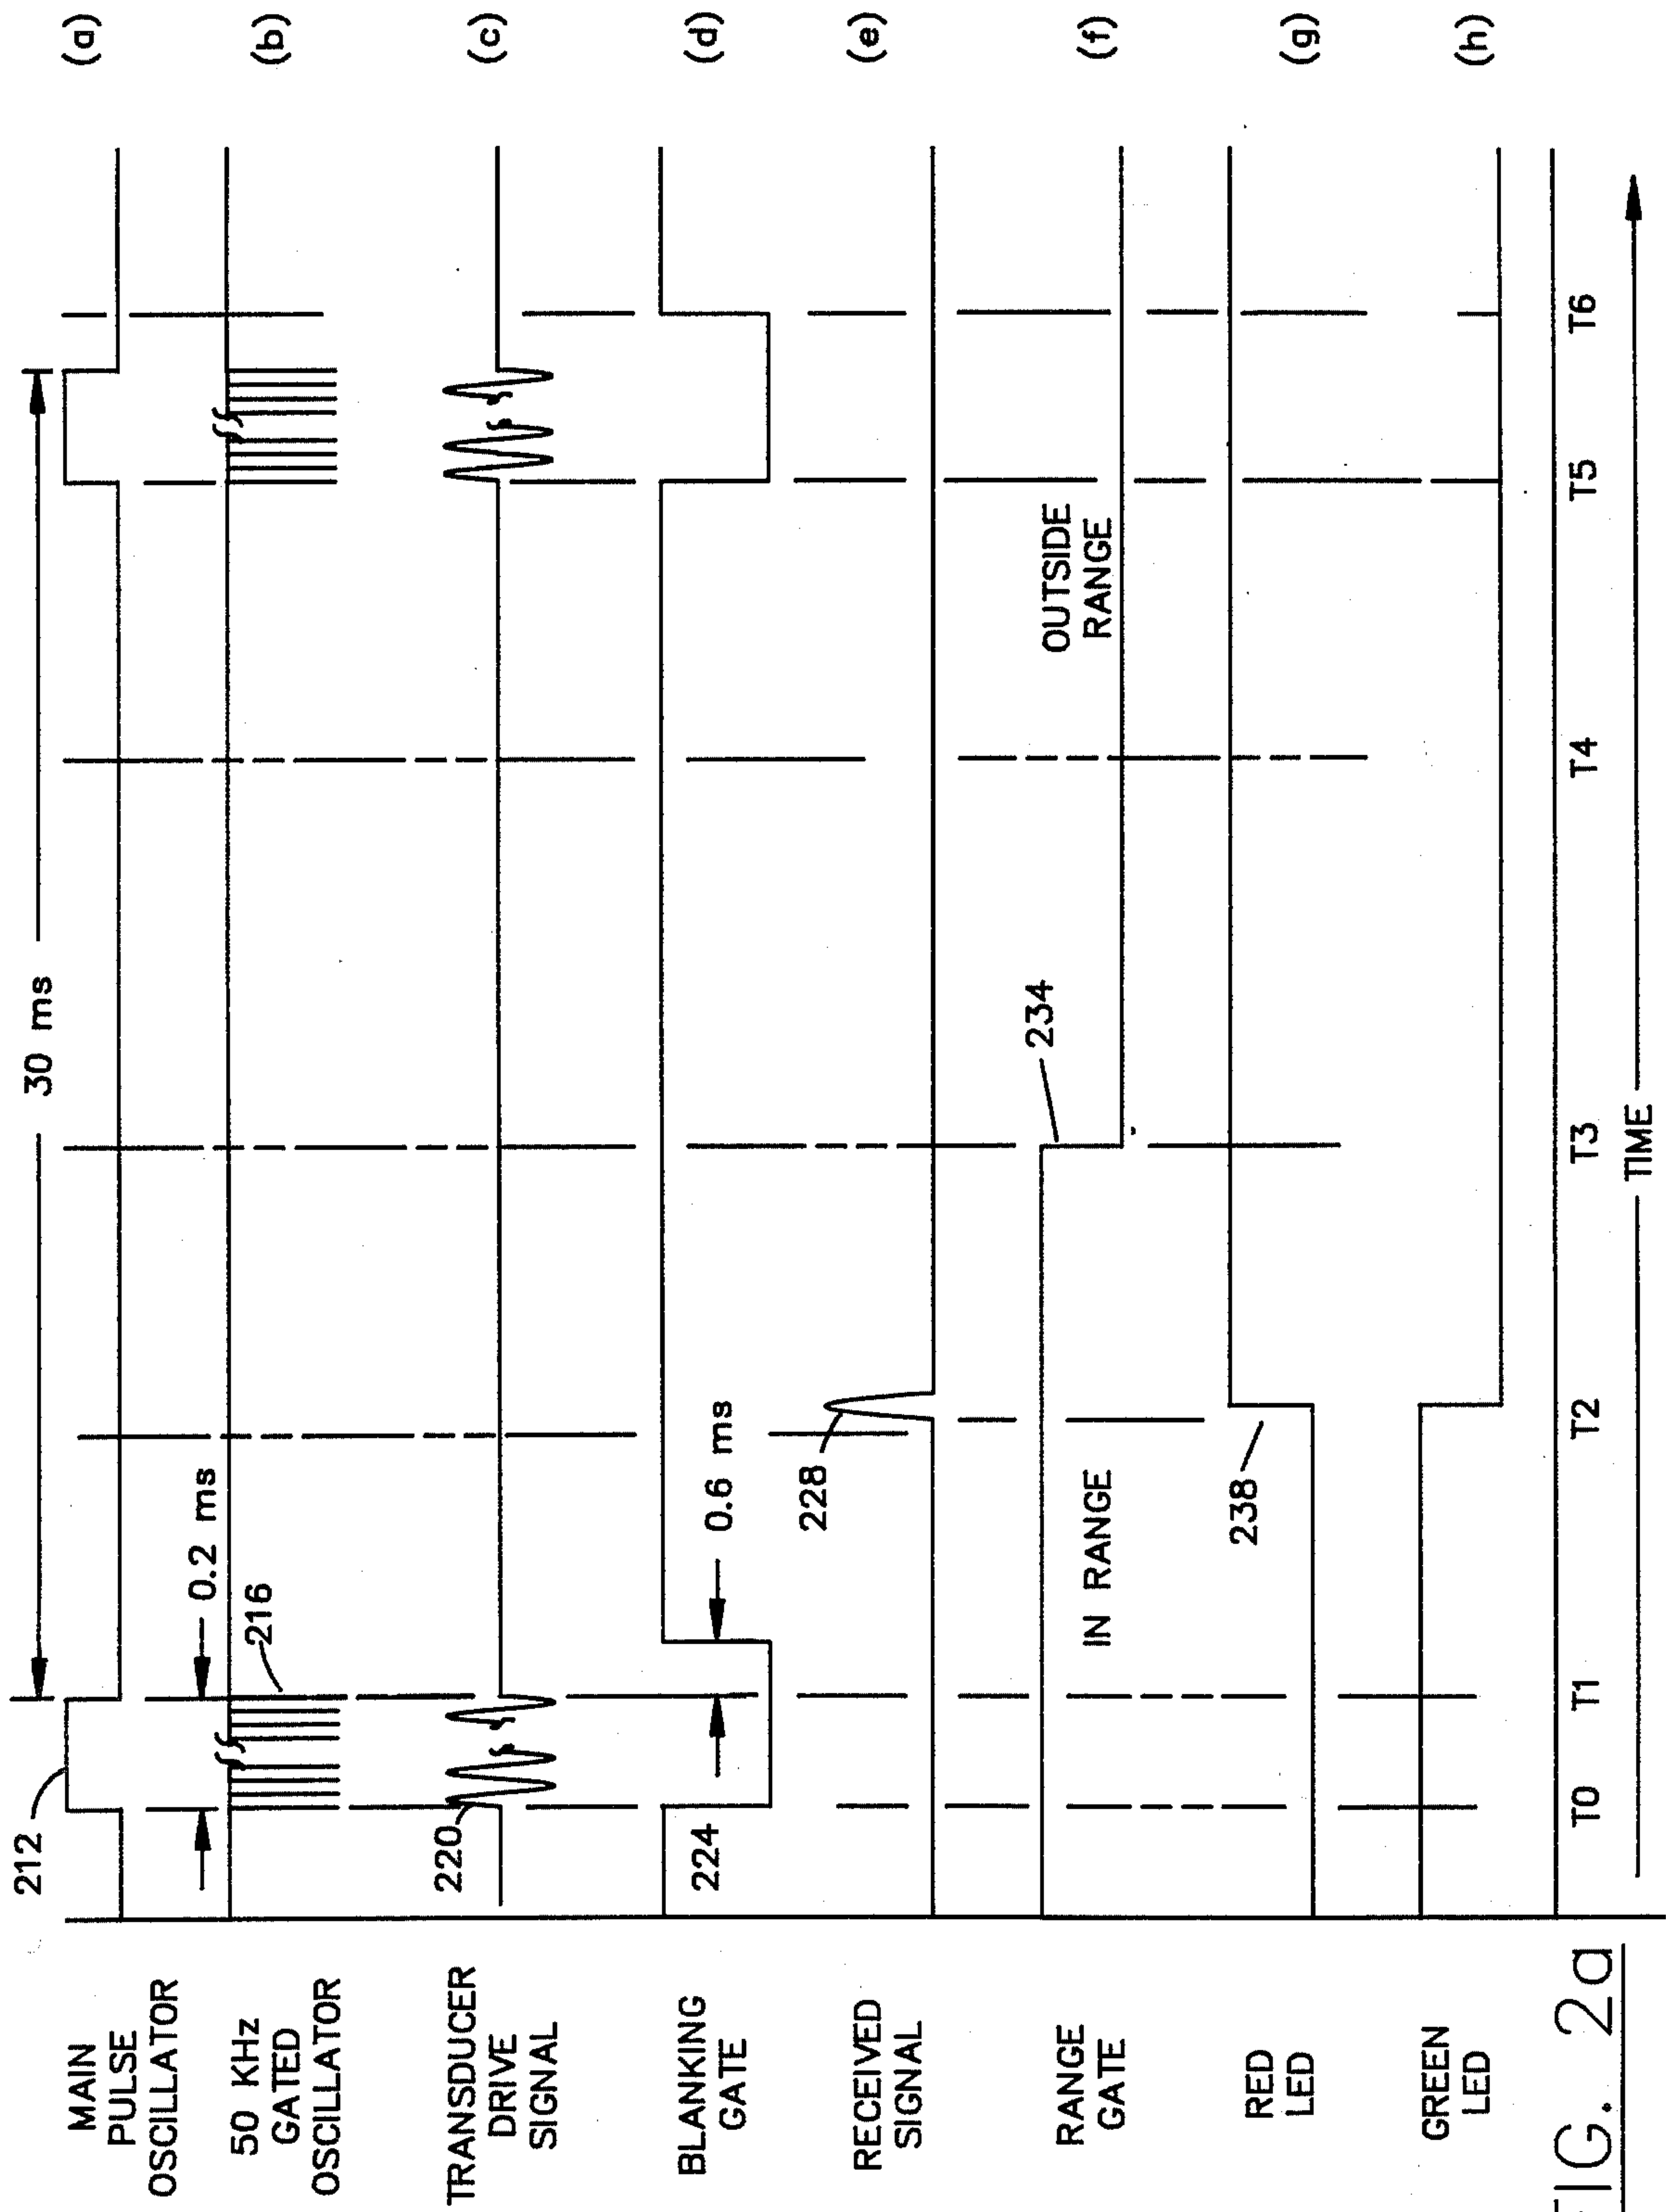 30 ms
212
MAIN
PULSE
OSCILLATOR
(a)
0.2 ms
216
50 KHz
GATED
OSCILLATOR
(b)
220
TRANSDUCER
DRIVE
SIGNAL
(c)
224
0.6 ms
BLANKING
GATE
(d)
228
RECEIVED
SIGNAL
(e)
234
IN RANGE
OUTSIDE
RANGE
RANGE
GATE
(f)
238
RED
LED
(g)
GREEN
LED
(h)
T0 T1 T2 T3 T4 T5 T6
TIME
FIG. 2a